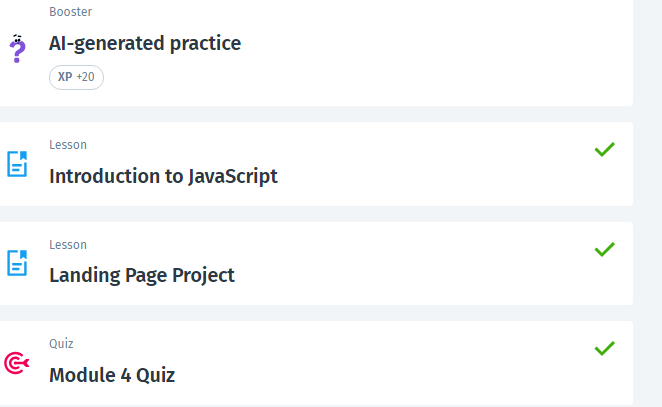 Booster
AI-generated practice
XP +20
Lesson
Introduction to JavaScript
Lesson
Landing Page Project
Quiz
Module 4 Quiz